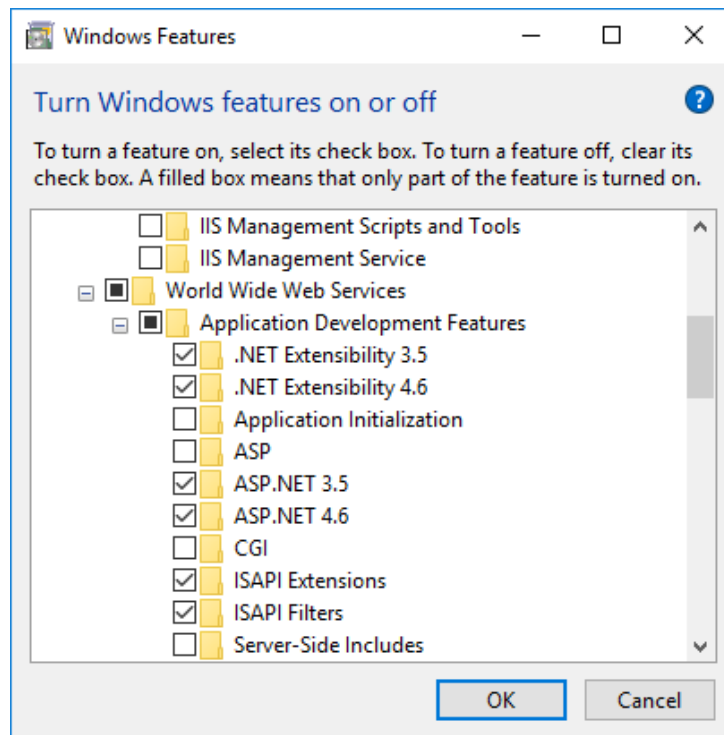 Windows Features
Turn Windows features on or off
?
To turn a feature on, select its check box. To turn a feature off, clear its
check box. A filled box means that only part of the feature is turned on.
IIS Management Scripts and Tools
IIS Management Service
World Wide Web Services
Application Development Features
.NET Extensibility 3.5
.NET Extensibility 4.6
Application Initialization
ASP
ASP.NET 3.5
ASP.NET 4.6
CGI
ISAPI Extensions
ISAPI Filters
Server-Side Includes
OK Cancel